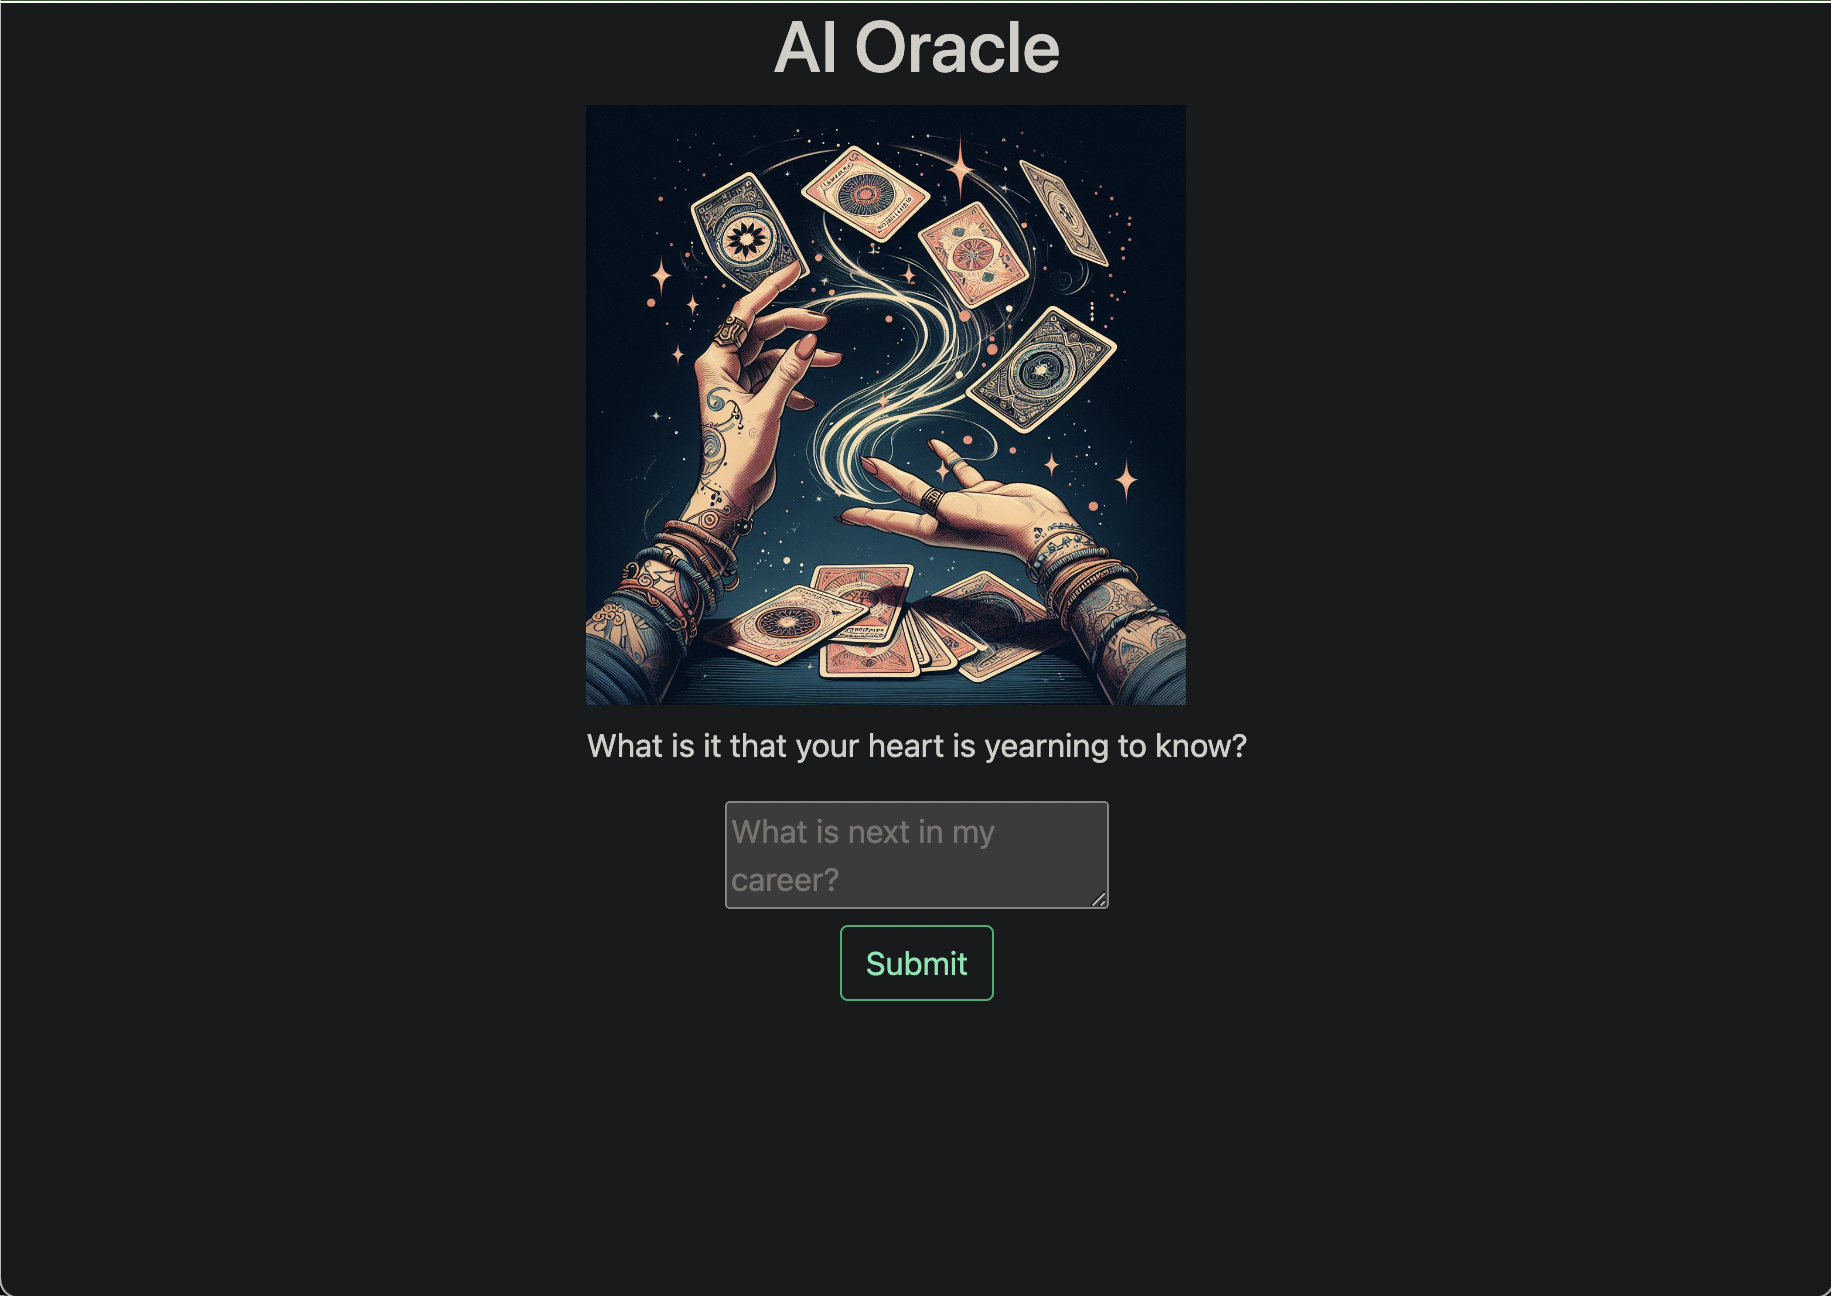 AI Oracle
What is it that your heart is yearning to know?
What is next in my
career?
Submit